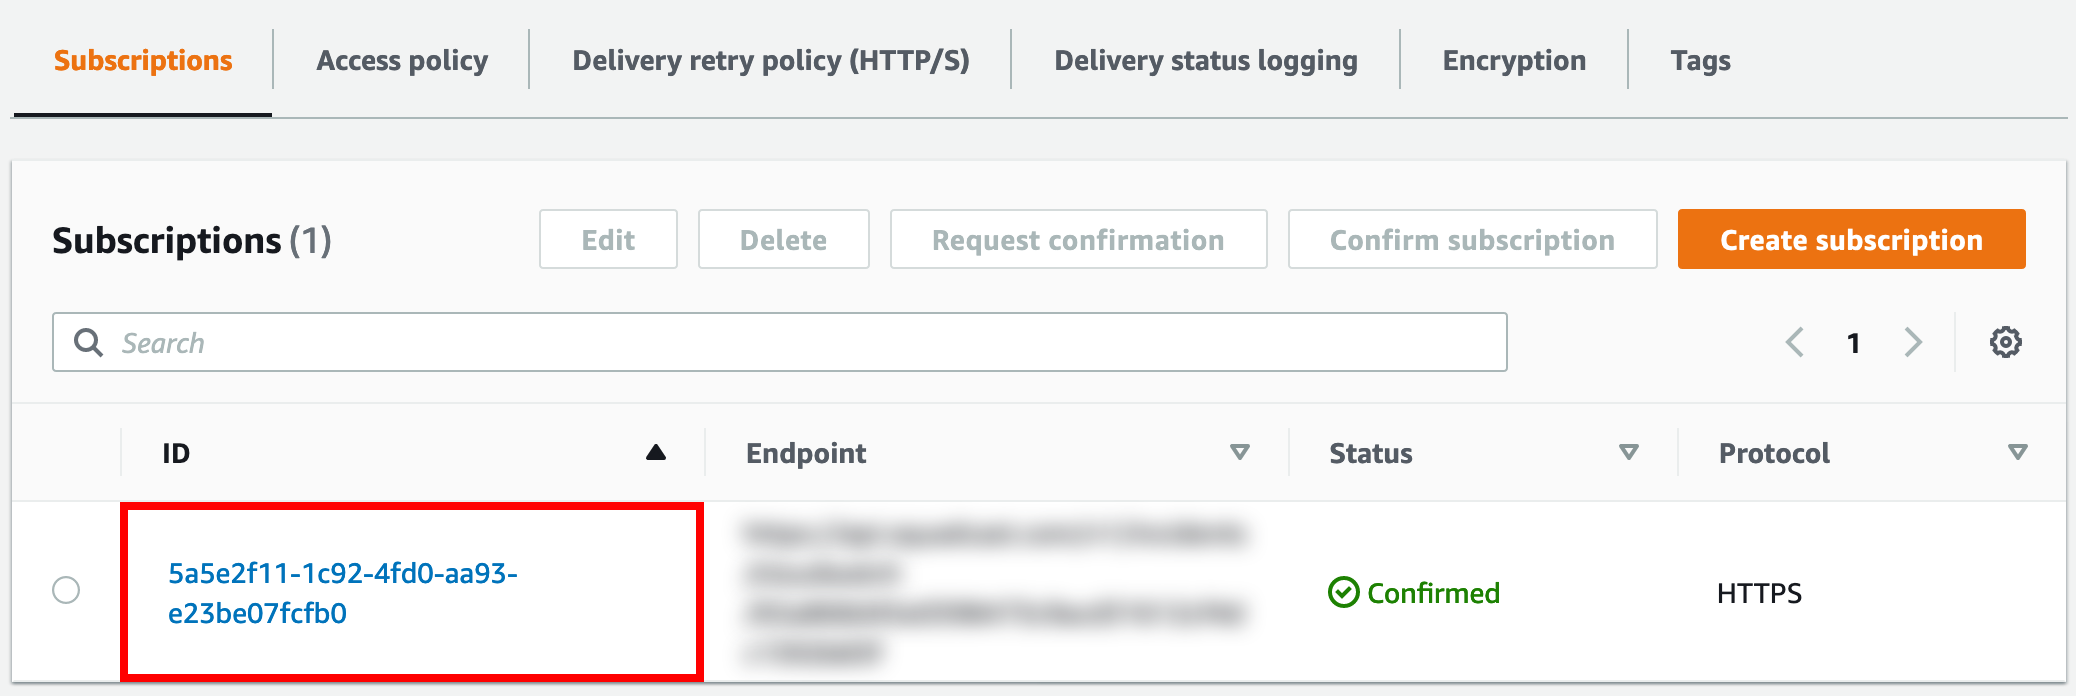 Subscriptions Access policy Delivery retry policy (HTTP/S) Delivery status logging Encryption Tags
Subscriptions (1) Edit Delete Request confirmation Confirm subscription Create subscription
Search 1
ID Endpoint Status Protocol
5a5e2f11-1c92-4fd0-aa93-
e23be07fcfb0
Confirmed HTTPS